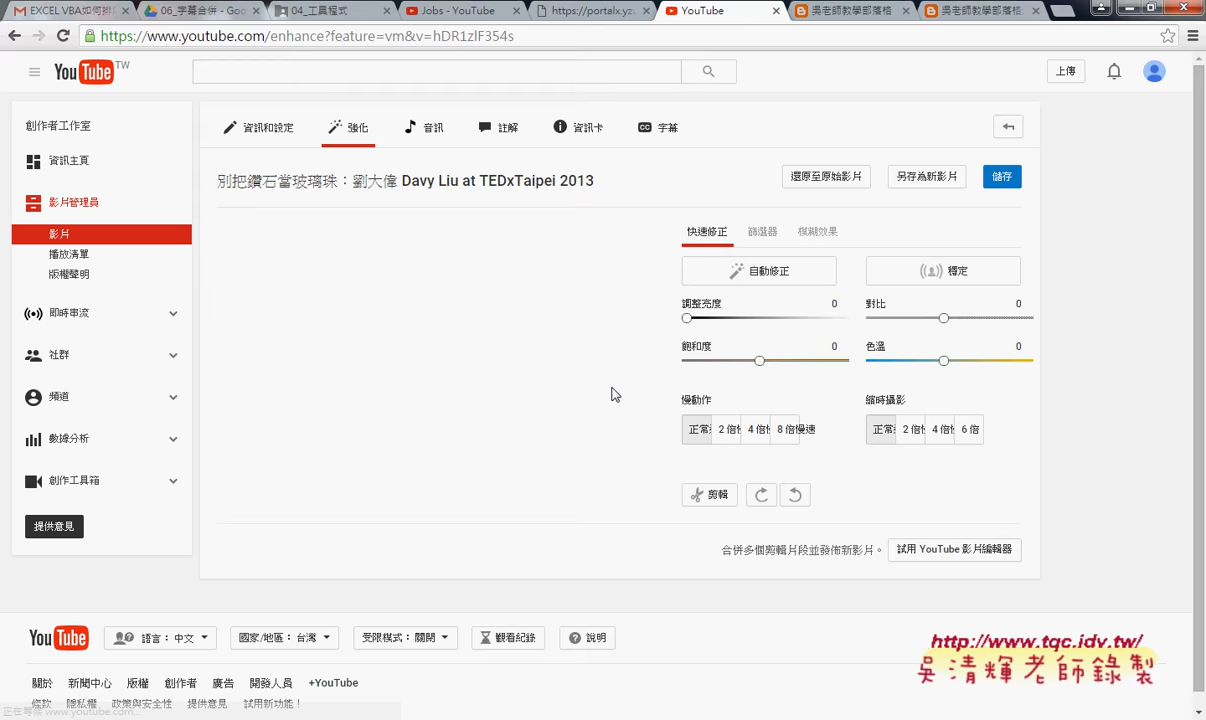 EXCEL VBA如何排
06_字幕合併 - Goo
04_工具程式
Jobs - YouTube
https://portalx.yz
YouTube
吳老師教學部落格
吳老師教學部落格
https://www.youtube.com/enhance?feature=vm&v=hDR1zlF354s
YouTube TW
上傳
創作者工作室
資訊主頁
影片管理員
影片
播放清單
版權聲明
即時串流
社群
頻道
數據分析
創作工具箱
提供意見
資訊和設定
強化
音訊
註解
資訊卡
CC 字幕
別把鑽石當玻璃珠：劉大偉 Davy Liu at TEDxTaipei 2013
還原至原始影片
另存為新影片
儲存
快速修正
篩選器
模糊效果
自動修正
穩定
調整亮度 0
對比 0
飽和度 0
色溫 0
慢動作
縮時攝影
正常 2 倍 4 倍 8 倍慢速
正常 2 倍 4 倍 6 倍
剪輯
合併多個剪輯片段並發佈新影片。
試用 YouTube 影片編輯器
YouTube
語言：中文
國家/地區：台灣
受限模式：關閉
觀看紀錄
說明
關於 新聞中心 版權 創作者 廣告 開發人員 +YouTube
條款 隱私權 政策與安全性 提供意見 試用新功能！
正在等候 www.youtube.com...
http://www.tqc.idv.tw/
吳清輝老師錄製